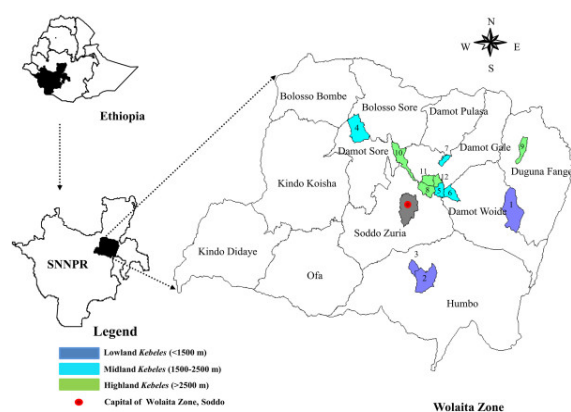 N
W E
S
Ethiopia
Bolosso Bombe
Bolosso Sore
Damot Pulasa
4
7
9
Damot Sore
10
Damot Gale
Duguna Fango
Kindo Koisha
11
12
8
5
6
Damot Woide
1
SNNPR
Kindo Didaye
Soddo Zuria
Ofa
3
2
Humbo
Legend
Lowland Kebeles (<1500 m)
Midland Kebeles (1500-2500 m)
Highland Kebeles (>2500 m)
Capital of Wolaita Zone, Soddo
Wolaita Zone